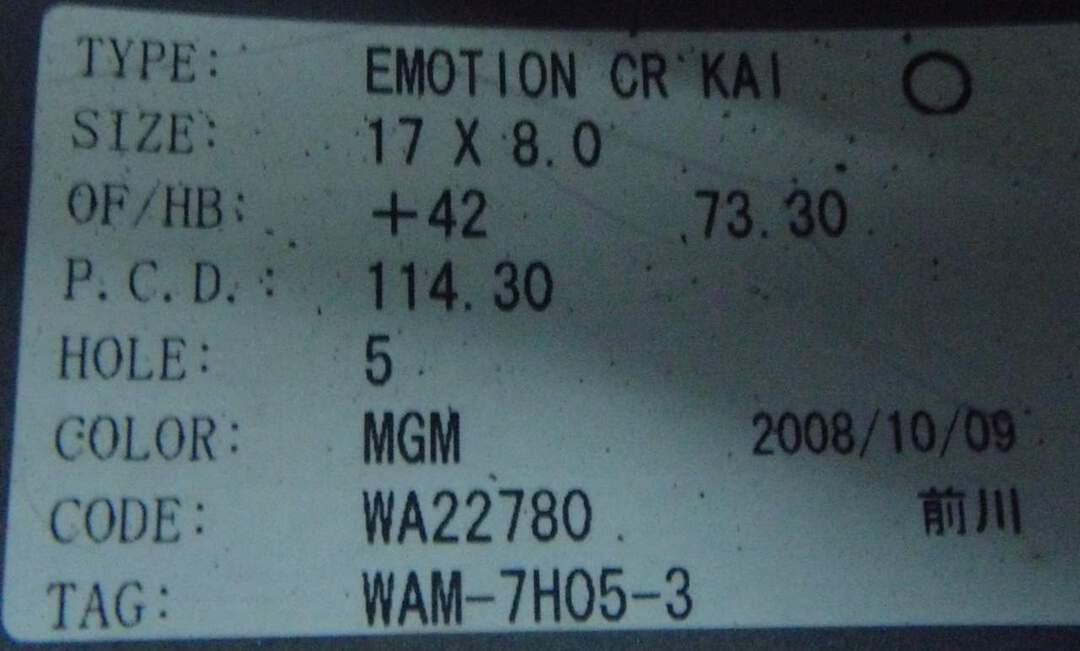 TYPE: EMOTION CR KAI ○
SIZE: 17 X 8.0
OF/HB: +42 73.30
P.C.D.: 114.30
HOLE: 5
COLOR: MGM 2008/10/09
CODE: WA22780 前川
TAG: WAM-7H05-3